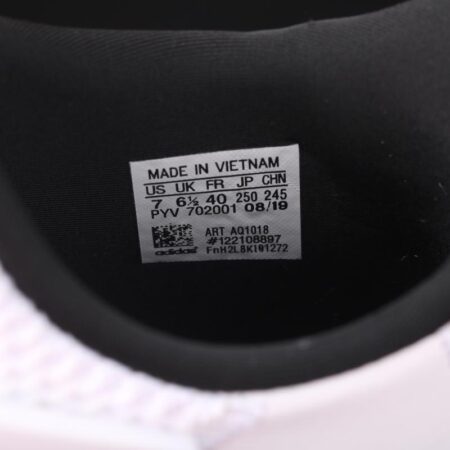 MADE IN VIETNAM
US UK FR JP CHN
7 6½ 40 250 245
PYV 702001 08/19
ART AQ1018
#122108897
adidas